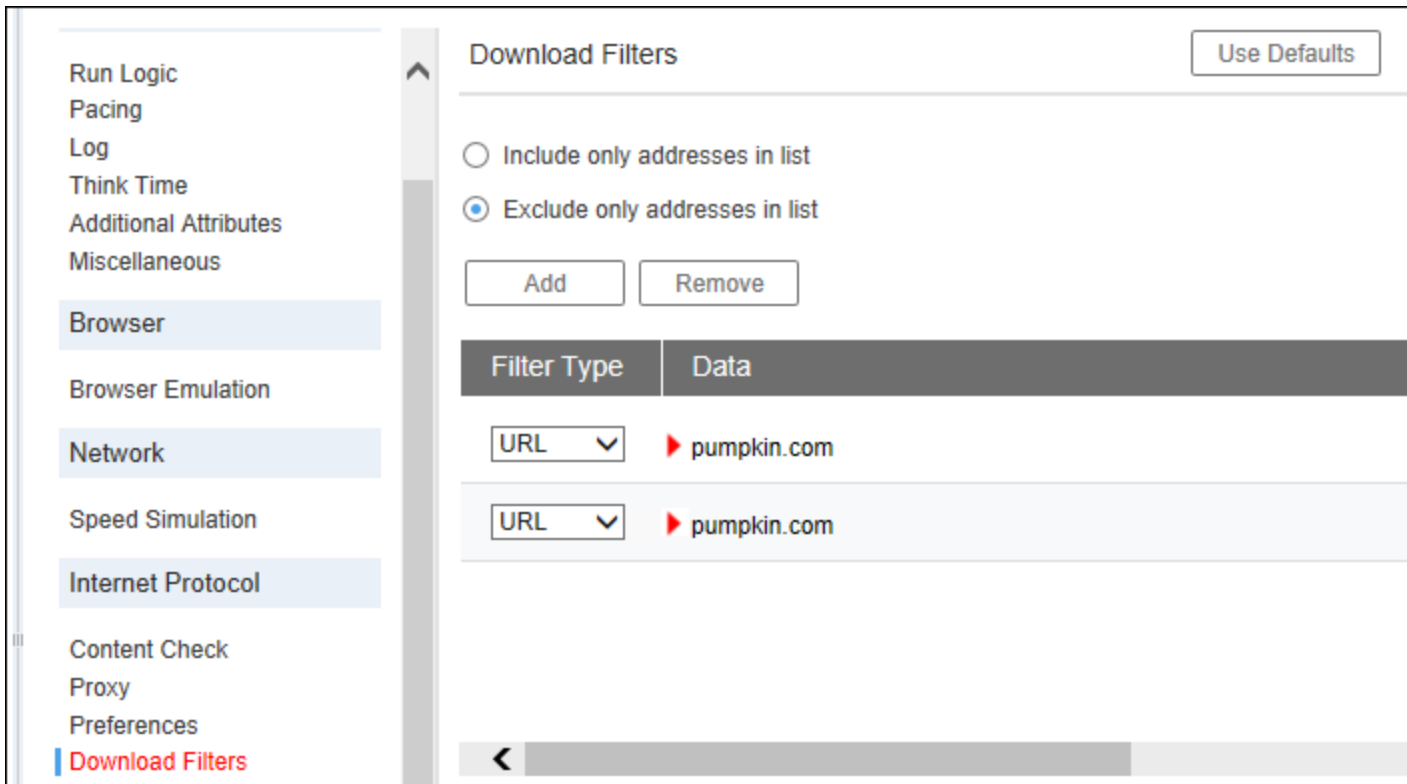 Run Logic
Pacing
Log
Think Time
Additional Attributes
Miscellaneous
Browser
Browser Emulation
Network
Speed Simulation
Internet Protocol
Content Check
Proxy
Preferences
Download Filters
Download Filters
Use Defaults
Include only addresses in list
Exclude only addresses in list
Add
Remove
Filter Type
Data
URL
pumpkin.com
URL
pumpkin.com